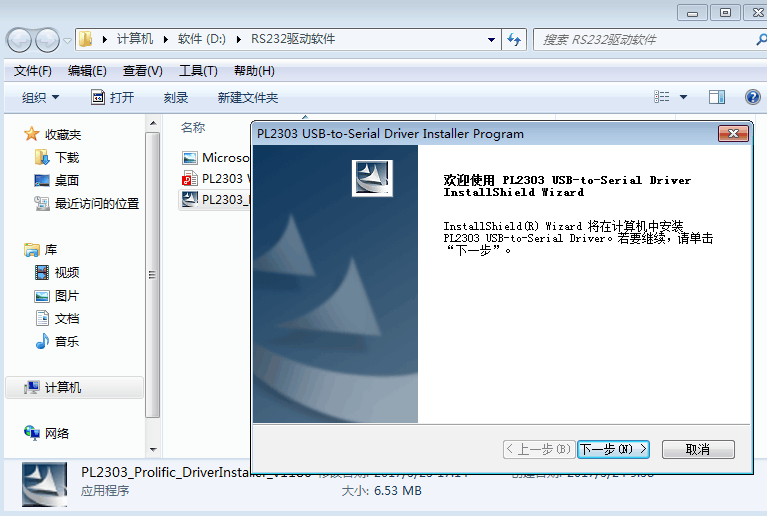 计算机 ▸ 软件 (D:) ▸ RS232驱动软件
搜索 RS232驱动软件
文件(F) 编辑(E) 查看(V) 工具(T) 帮助(H)
组织 打开 刻录 新建文件夹
收藏夹
下载
桌面
最近访问的位置
库
视频
图片
文档
音乐
计算机
网络
名称
Microso
PL2303
PL2303_
PL2303 USB-to-Serial Driver Installer Program
欢迎使用 PL2303 USB-to-Serial Driver
InstallShield Wizard
InstallShield(R) Wizard 将在计算机中安装
PL2303 USB-to-Serial Driver。若要继续，请单击
“下一步”。
< 上一步(B) 下一步(N) > 取消
PL2303_Prolific_DriverInstaller_
应用程序
大小: 6.53 MB